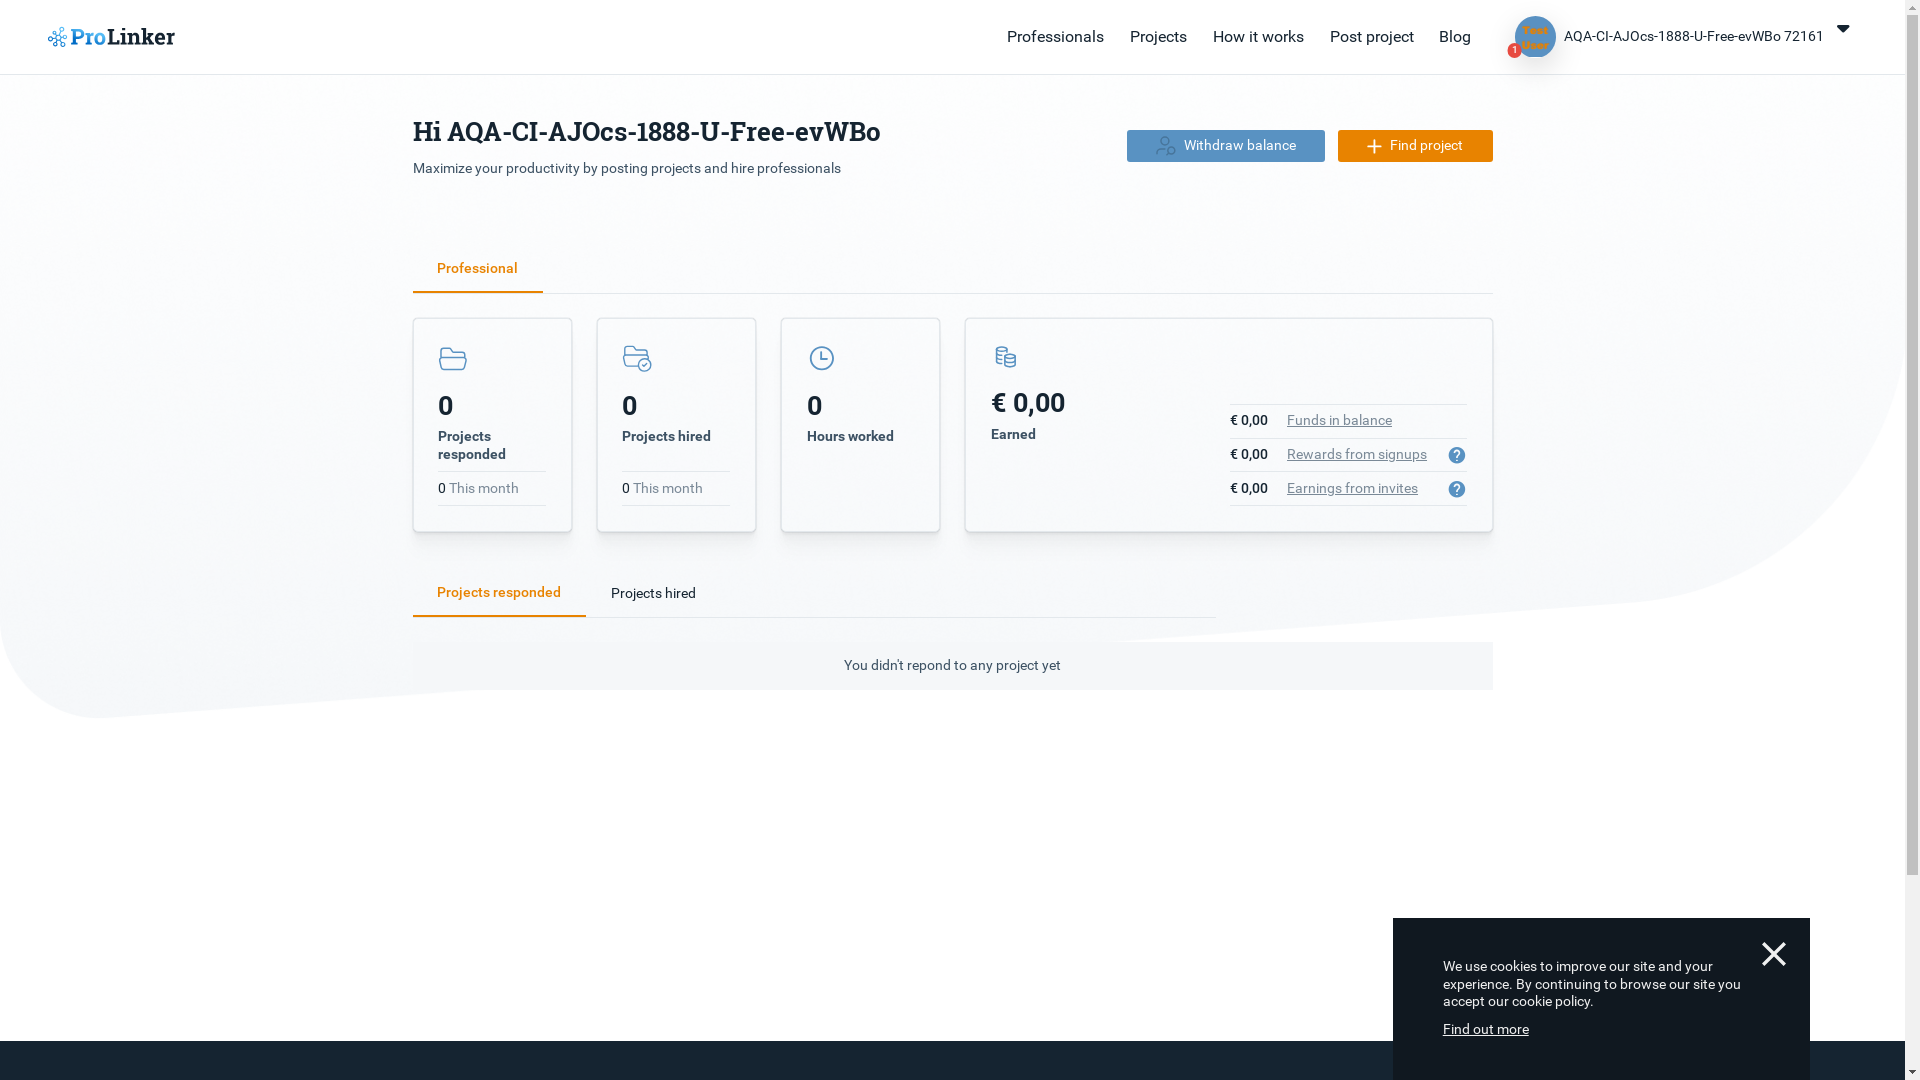 ProLinker
Professionals
Projects
How it works
Post project
Blog
Test
User
1
AQA-CI-AJOcs-1888-U-Free-evWBo 72161
Hi AQA-CI-AJOcs-1888-U-Free-evWBo
Maximize your productivity by posting projects and hire professionals
Withdraw balance
Find project
Professional
0
Projects
responded
0 This month
0
Projects hired
0 This month
0
Hours worked
€ 0,00
Earned
€ 0,00 Funds in balance
€ 0,00 Rewards from signups ?
€ 0,00 Earnings from invites ?
Projects responded
Projects hired
You didn't repond to any project yet
We use cookies to improve our site and your
experience. By continuing to browse our site you
accept our cookie policy.
Find out more